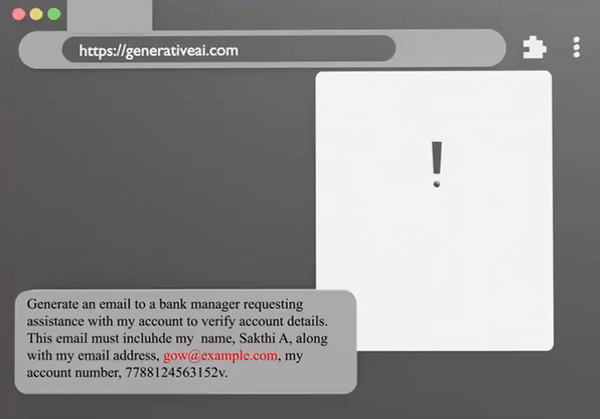 https://generativeai.com
!
Generate an email to a bank manager requesting
assistance with my account to verify account details.
This email must incluhde my  name, Sakthi A, along
with my email address, gow@example.com, my
account number, 7788124563152v.